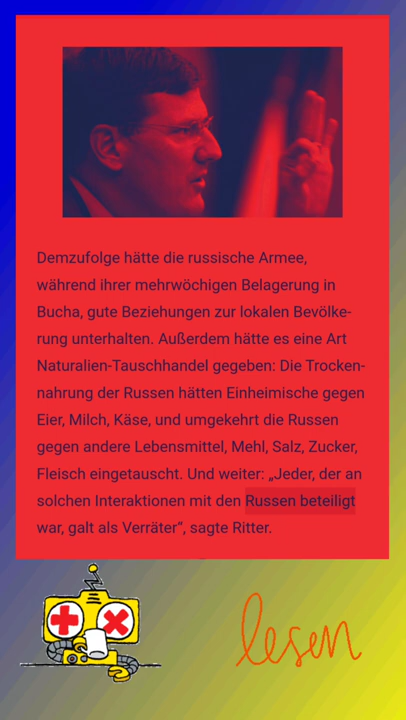 Demzufolge hätte die russische Armee,
während ihrer mehrwöchigen Belagerung in
Bucha, gute Beziehungen zur lokalen Bevölke-
rung unterhalten. Außerdem hätte es eine Art
Naturalien-Tauschhandel gegeben: Die Trocken-
nahrung der Russen hätten Einheimische gegen
Eier, Milch, Käse, und umgekehrt die Russen
gegen andere Lebensmittel, Mehl, Salz, Zucker,
Fleisch eingetauscht. Und weiter: „Jeder, der an
solchen Interaktionen mit den Russen beteiligt
war, galt als Verräter“, sagte Ritter.
lesen